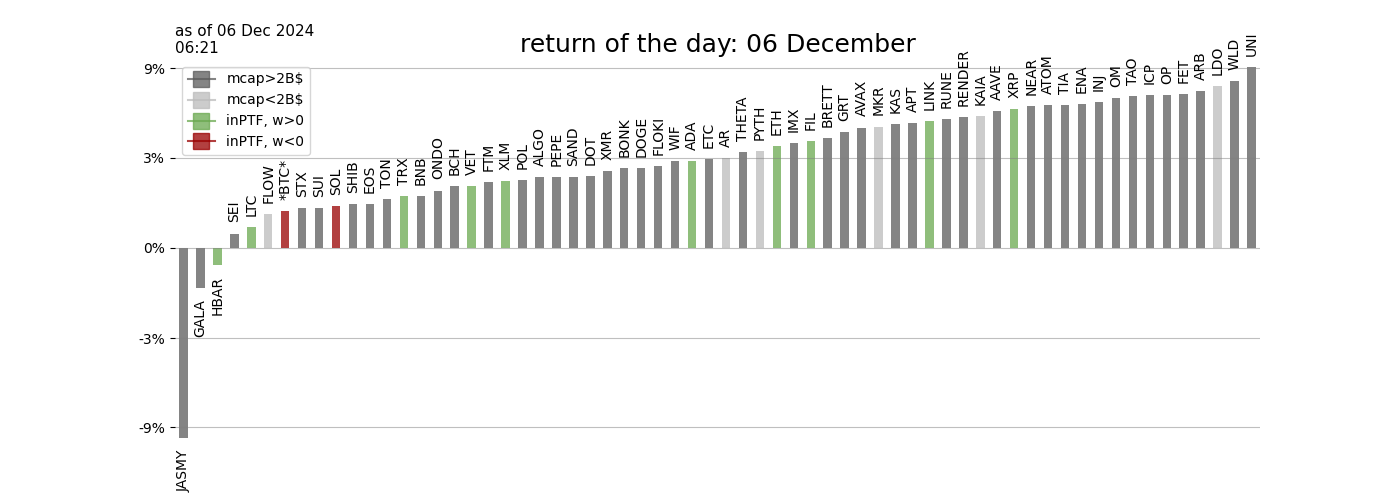 as of 06 Dec 2024
06:21
return of the day: 06 December
mcap>2B$
mcap<2B$
inPTF, w>0
inPTF, w<0
9%
3%
0%
-3%
-9%
JASMY
GALA
HBAR
SEI
LTC
FLOW
*BTC*
STX
SUI
SOL
SHIB
EOS
TON
TRX
BNB
ONDO
BCH
VET
FTM
XLM
POL
ALGO
PEPE
SAND
DOT
XMR
BONK
DOGE
FLOKI
WIF
ADA
ETC
AR
THETA
PYTH
ETH
IMX
FIL
BRETT
GRT
AVAX
MKR
KAS
APT
LINK
RUNE
RENDER
KAIA
AAVE
XRP
NEAR
ATOM
TIA
ENA
INJ
OM
TAO
ICP
OP
FET
ARB
LDO
WLD
UNI